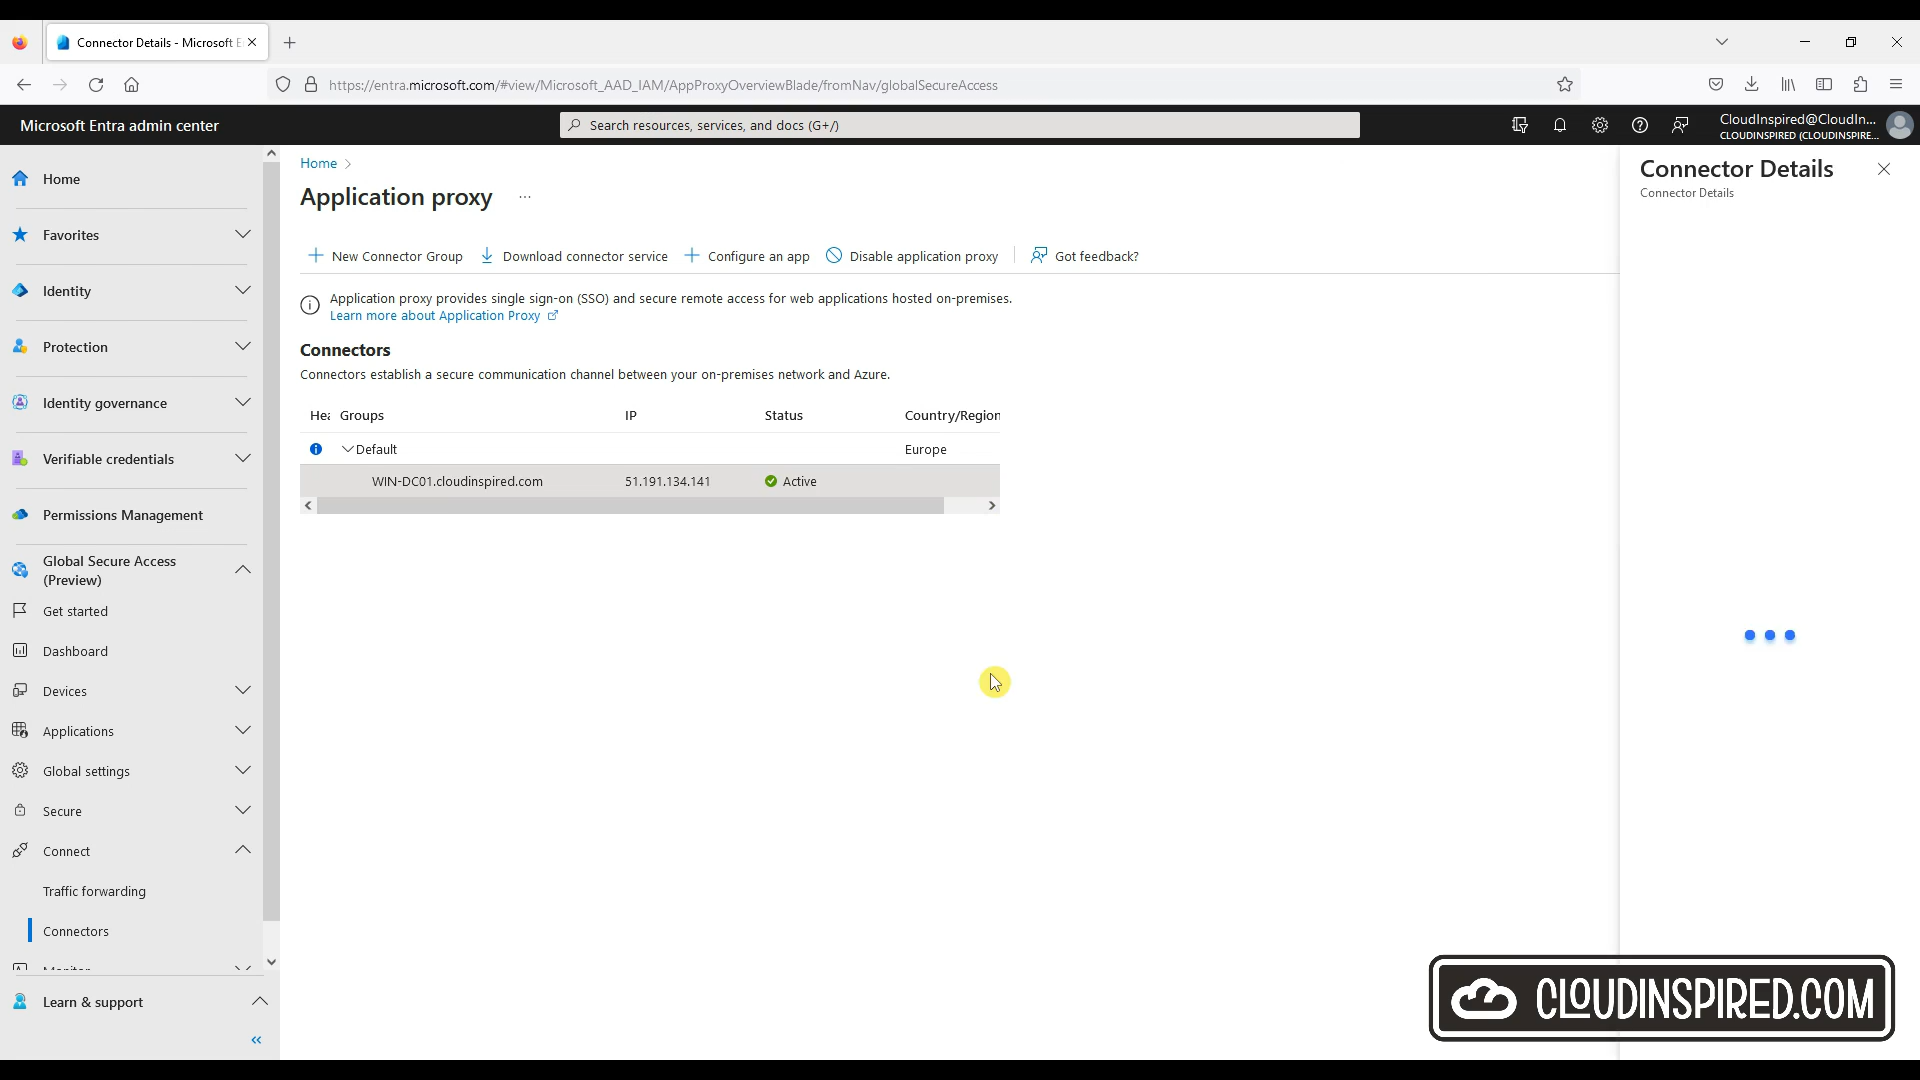 Connector Details - Microsoft E
https://entra.microsoft.com/#view/Microsoft_AAD_IAM/AppProxyOverviewBlade/fromNav/globalSecureAccess
Microsoft Entra admin center
Search resources, services, and docs (G+/)
CloudInspired@CloudIn...
CLOUDINSPIRED (CLOUDINSPIRE...
Home
Favorites
Identity
Protection
Identity governance
Verifiable credentials
Permissions Management
Global Secure Access
(Preview)
Get started
Dashboard
Devices
Applications
Global settings
Secure
Connect
Traffic forwarding
Connectors
Learn & support
Home
Application proxy
New Connector Group
Download connector service
Configure an app
Disable application proxy
Got feedback?
Application proxy provides single sign-on (SSO) and secure remote access for web applications hosted on-premises.
Learn more about Application Proxy
Connectors
Connectors establish a secure communication channel between your on-premises network and Azure.
Hea Groups IP Status Country/Region
Default Europe
WIN-DC01.cloudinspired.com 51.191.134.141 Active
Connector Details
Connector Details
CLOUDINSPIRED.COM